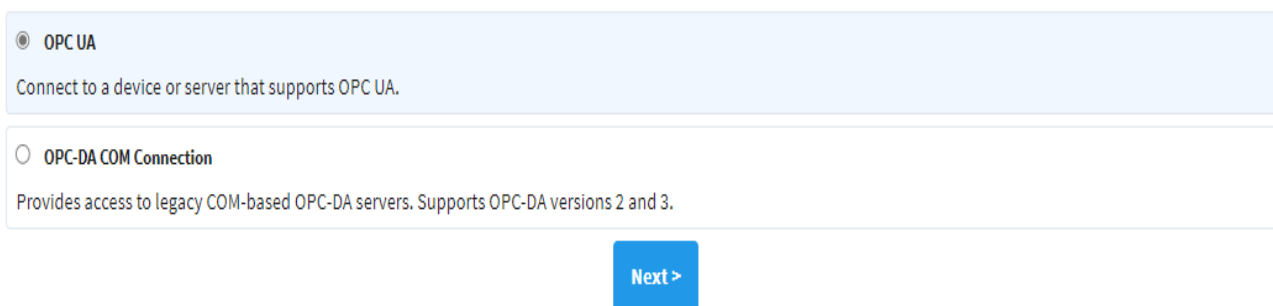 OPC UA
Connect to a device or server that supports OPC UA.
OPC-DA COM Connection
Provides access to legacy COM-based OPC-DA servers. Supports OPC-DA versions 2 and 3.
Next >